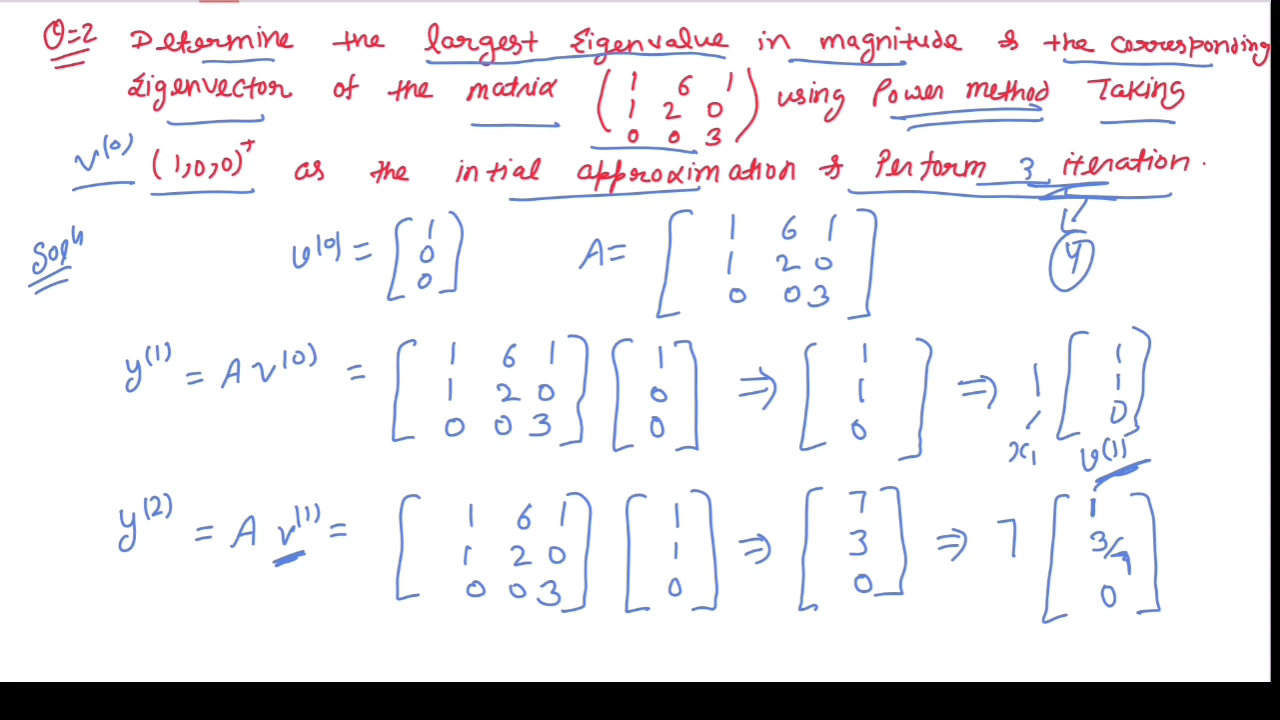 Q=2 Determine the largest Eigenvalue in magnitude & the corresponding
Eigenvector of the matrix ( 1 6 1 1 2 0 0 0 3 ) using Power method Taking
v^(0) (1,0,0)^T as the initial approximation & Perform 3 iteration.
4
Solⁿ v^(0) = [ 1 0 0 ] A= [ 1 6 1 1 2 0 0 0 3 ]
y^(1) = A v^(0) = [ 1 6 1 1 2 0 0 0 3 ] [ 1 0 0 ] ⇒ [ 1 1 0 ] ⇒ 1 [ 1 1 0 ]
x₁ v^(1)
y^(2) = A v^(1) = [ 1 6 1 1 2 0 0 0 3 ] [ 1 1 0 ] ⇒ [ 7 3 0 ] ⇒ 7 [ 1 3/7 0 ]